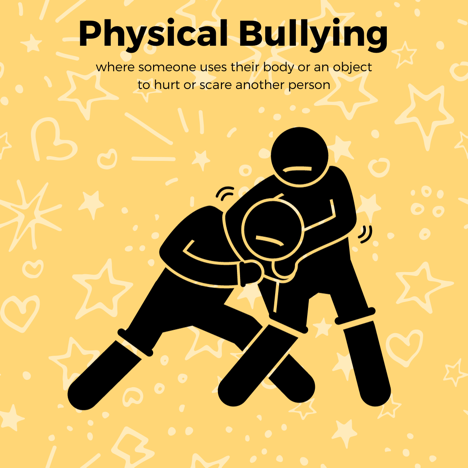 Physical Bullying
where someone uses their body or an object
to hurt or scare another person